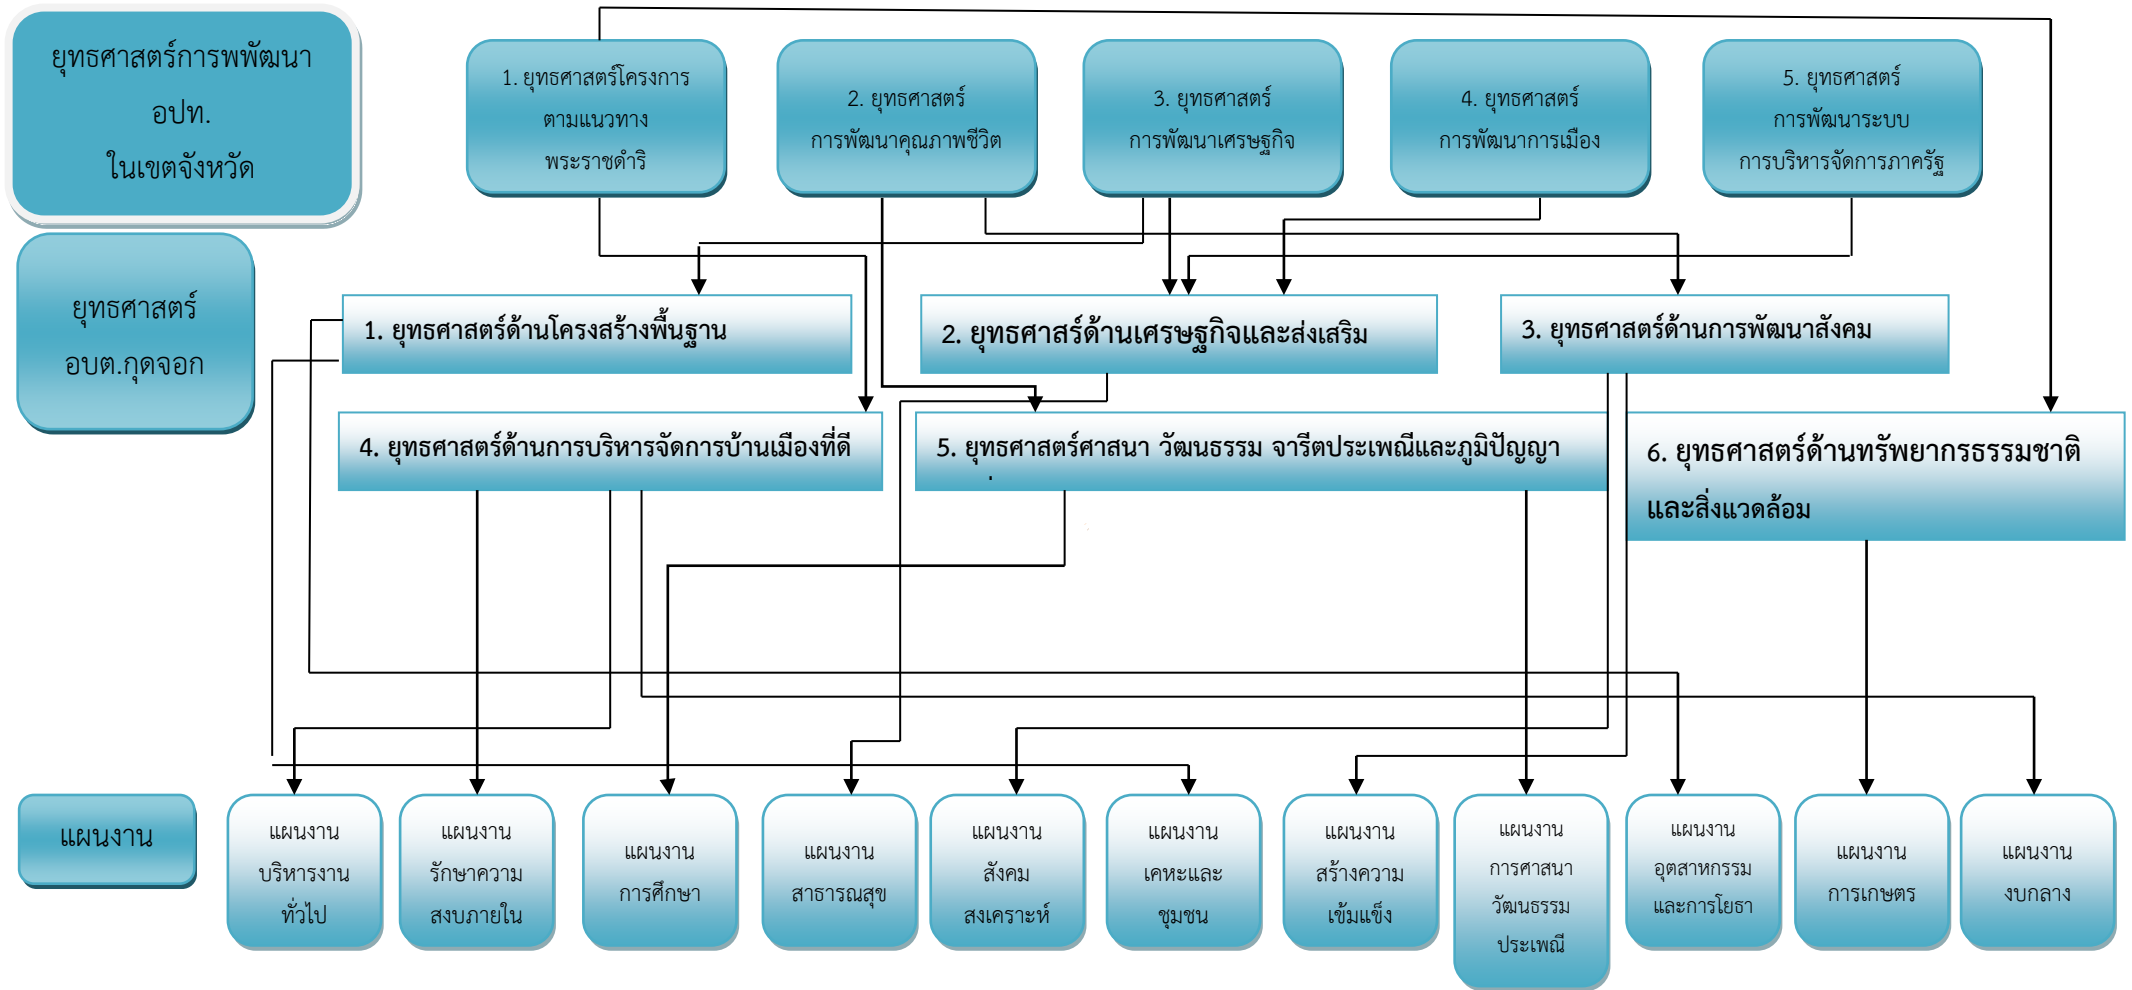 ยุทธศาสตร์การพพัฒนา
อปท.
ในเขตจังหวัด
1. ยุทธศาสตร์โครงการ
ตามแนวทาง
พระราชดำริ
2. ยุทธศาสตร์
การพัฒนาคุณภาพชีวิต
3. ยุทธศาสตร์
การพัฒนาเศรษฐกิจ
4. ยุทธศาสตร์
การพัฒนาการเมือง
5. ยุทธศาสตร์
การพัฒนาระบบ
การบริหารจัดการภาครัฐ
ยุทธศาสตร์
อบต.กุดจอก
1. ยุทธศาสตร์ด้านโครงสร้างพื้นฐาน
2. ยุทธศาสร์ด้านเศรษฐกิจและส่งเสริม
3. ยุทธศาสตร์ด้านการพัฒนาสังคม
4. ยุทธศาสตร์ด้านการบริหารจัดการบ้านเมืองที่ดี
5. ยุทธศาสตร์ศาสนา วัฒนธรรม จารีตประเพณีและภูมิปัญญา
6. ยุทธศาสตร์ด้านทรัพยากรธรรมชาติ
และสิ่งแวดล้อม
แผนงาน
แผนงาน
บริหารงาน
ทั่วไป
แผนงาน
รักษาความ
สงบภายใน
แผนงาน
การศึกษา
แผนงาน
สาธารณสุข
แผนงาน
สังคม
สงเคราะห์
แผนงาน
เคหะและ
ชุมชน
แผนงาน
สร้างความ
เข้มแข็ง
แผนงาน
การศาสนา
วัฒนธรรม
ประเพณี
แผนงาน
อุตสาหกรรม
และการโยธา
แผนงาน
การเกษตร
แผนงาน
งบกลาง